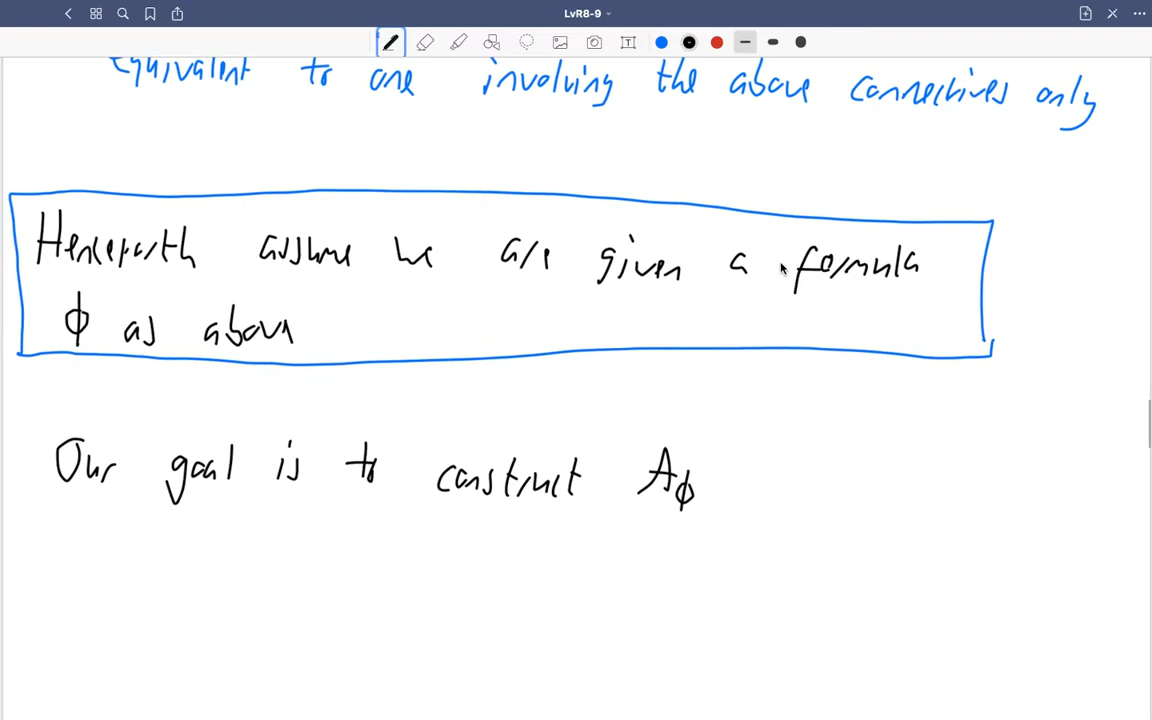 LvR8-9
Equivalent to one involving the above connectives only
Henceforth assume we are given a formula
ϕ as above
Our goal is to construct Aϕ